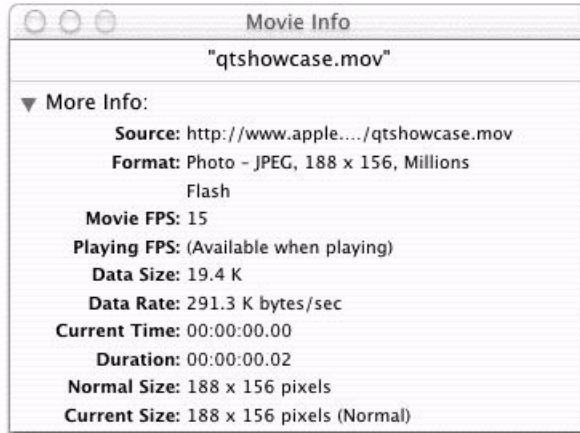 Movie Info
"qtshowcase.mov"
More Info:
Source: http://www.apple..../qtshowcase.mov
Format: Photo – JPEG, 188 x 156, Millions
Flash
Movie FPS: 15
Playing FPS: (Available when playing)
Data Size: 19.4 K
Data Rate: 291.3 K bytes/sec
Current Time: 00:00:00.00
Duration: 00:00:00.02
Normal Size: 188 x 156 pixels
Current Size: 188 x 156 pixels (Normal)